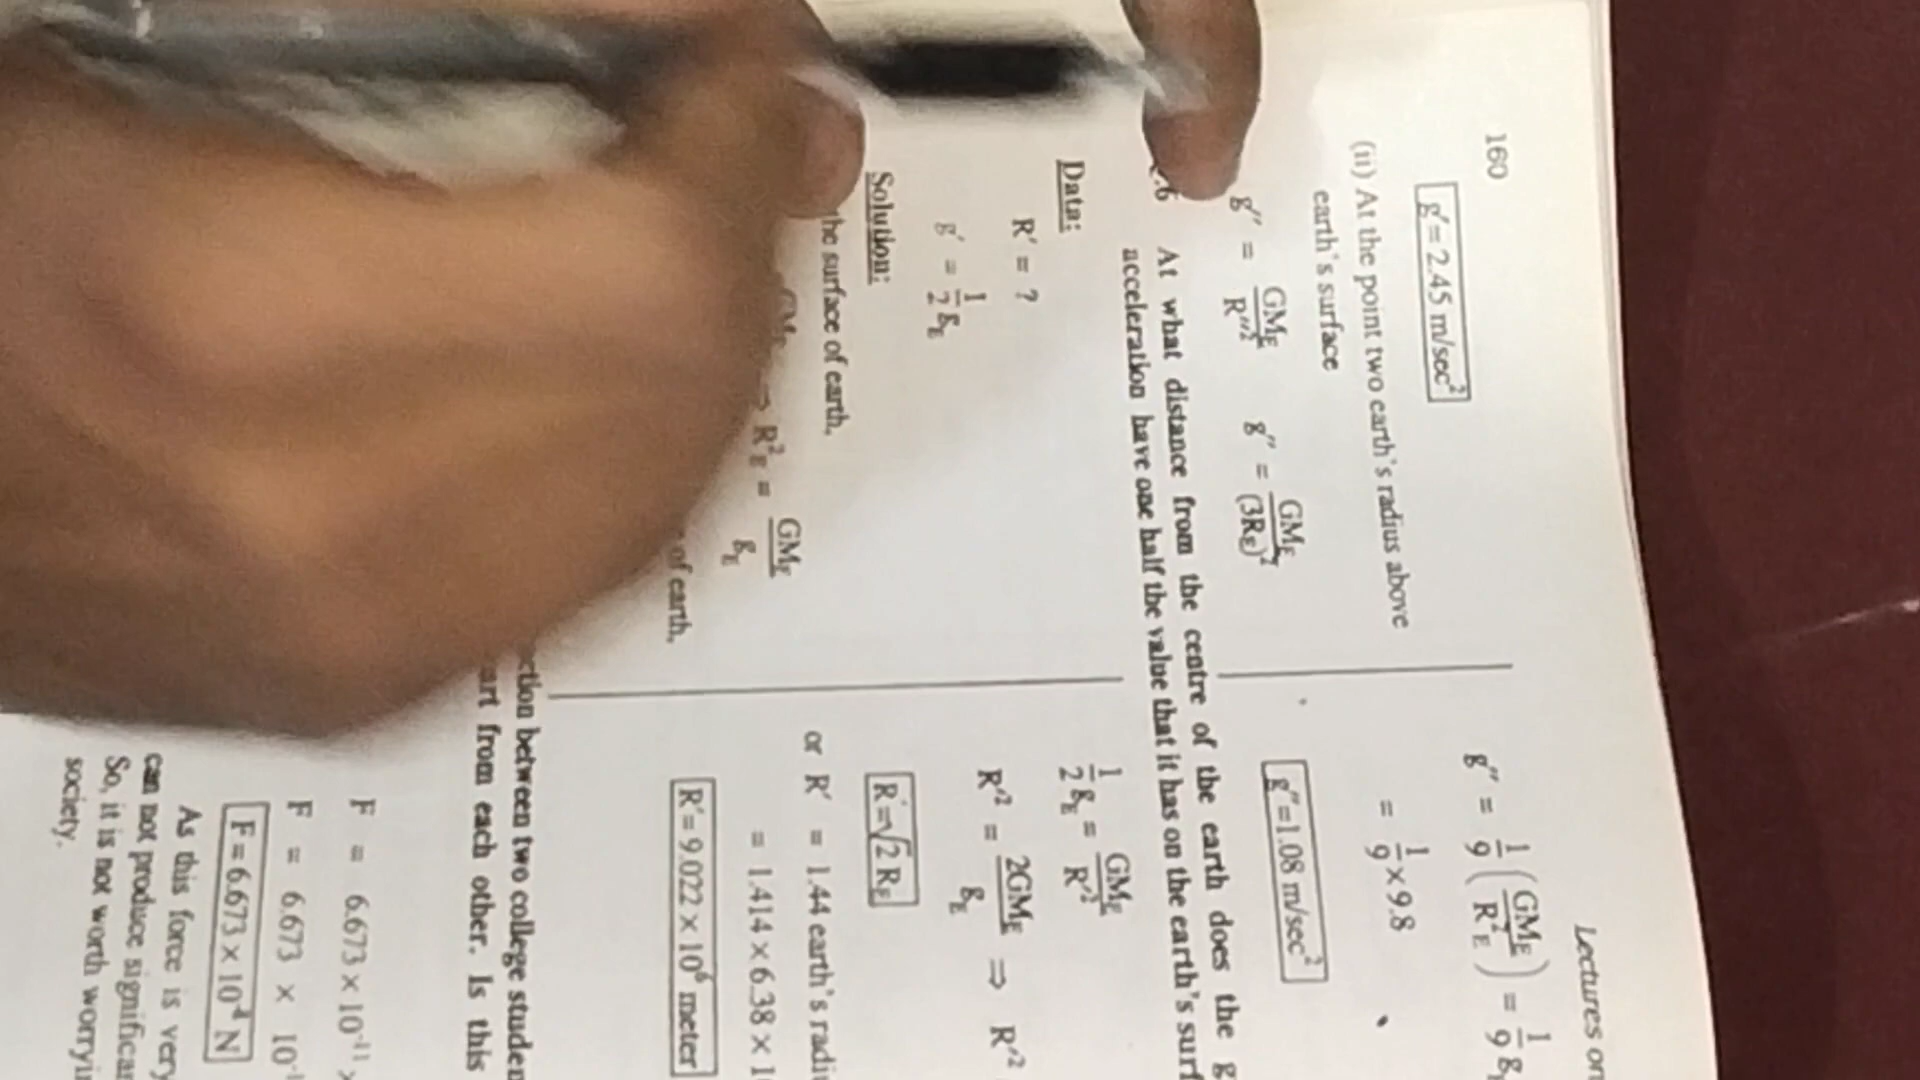 160
Lectures on
g′ = 2.45 m/sec²
(ii) At the point two earth's radius above
earth's surface
g″ = GM_E / R″² g″ = GM_E / (3R_E)²
g″ = 1/9 (GM_E / R²_E) = 1/9 g
= 1/9 × 9.8
g″=1.08 m/sec²
.6 At what distance from the centre of the earth does the g
acceleration have one half the value that it has on the earth's surf
Data:
R′ = ?
g′ = 1/2 g_E
Solution:
the surface of earth.
⇒ R²_E = GM_E / g_E
of earth.
1/2 g_E = GM_E / R′²
R′² = 2GM_E / g_E ⇒ R′²
R′=√2 R_E
or R′ = 1.44 earth's radi
= 1.414 × 6.38 × 1
R′= 9.022 × 10⁶ meter
ction between two college studen
art from each other. Is this
F = 6.673 × 10⁻¹¹ ×
F = 6.673 × 10⁻
F = 6.673 × 10⁻⁴ N
As this force is very
can not produce significan
So, it is not worth worryi
society.